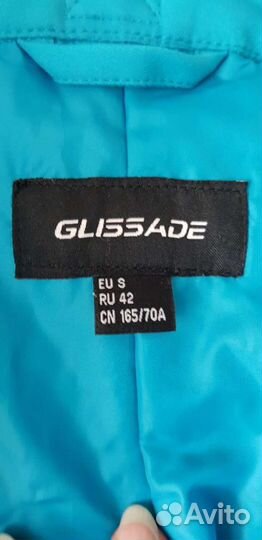 GLISSADE
EU S
RU 42
CN 165/70A
Avito